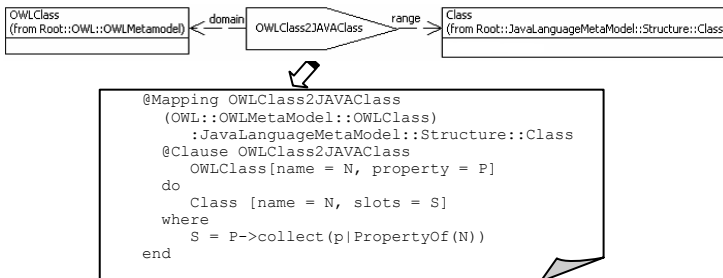 OWLClass
(from Root::OWL::OWLMetamodel)
domain
OWLClass2JAVAClass
range
Class
(from Root::JavaLanguageMetaModel::Structure::Class
@Mapping OWLClass2JAVAClass
(OWL::OWLMetaModel::OWLClass)
:JavaLanguageMetaModel::Structure::Class
@Clause OWLClass2JAVAClass
OWLClass[name = N, property = P]
do
Class [name = N, slots = S]
where
S = P->collect(p|PropertyOf(N))
end